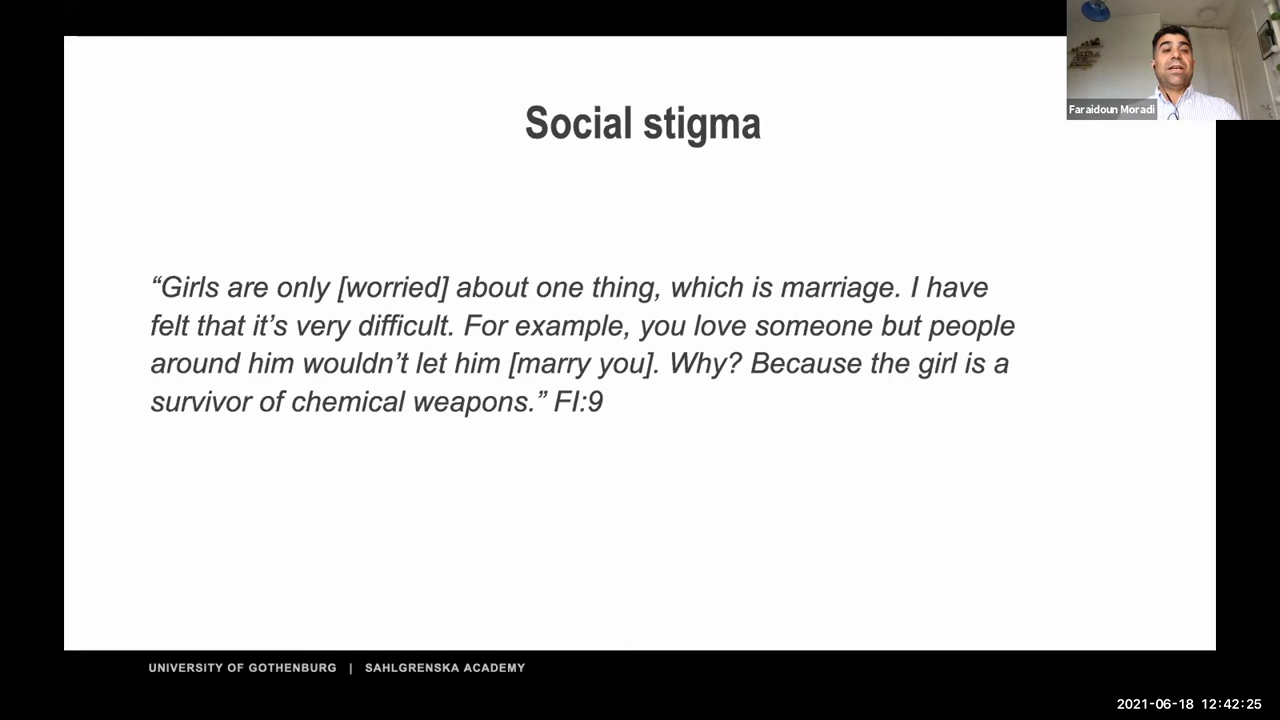 Social stigma
“Girls are only [worried] about one thing, which is marriage. I have
felt that it’s very difficult. For example, you love someone but people
around him wouldn’t let him [marry you]. Why? Because the girl is a
survivor of chemical weapons.” FI:9
Faraidoun Moradi
UNIVERSITY OF GOTHENBURG | SAHLGRENSKA ACADEMY
2021-06-18 12:42:25